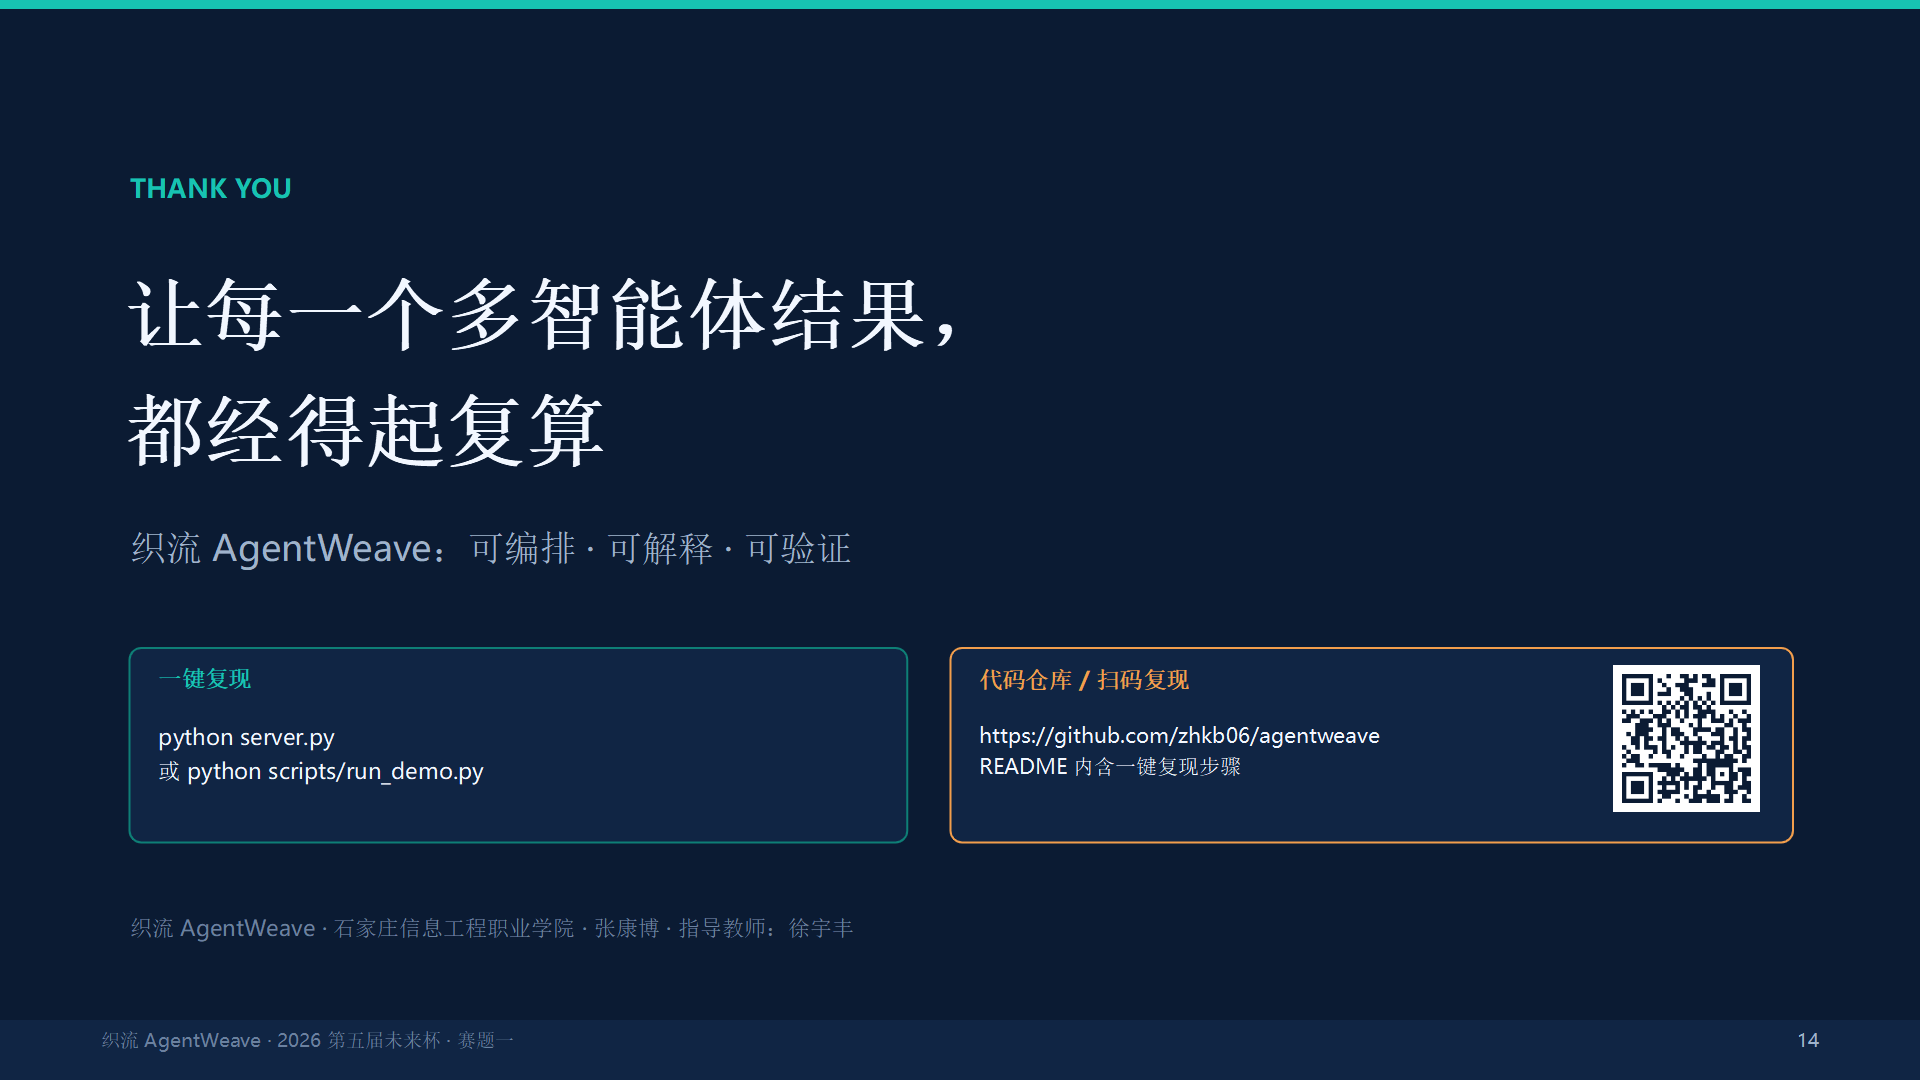 THANK YOU
让每一个多智能体结果，
都经得起复算
织流 AgentWeave：可编排 · 可解释 · 可验证
一键复现
python server.py
或 python scripts/run_demo.py
代码仓库 / 扫码复现
https://github.com/zhkb06/agentweave
README 内含一键复现步骤
织流 AgentWeave · 石家庄信息工程职业学院 · 张康博 · 指导教师：徐宇丰
织流 AgentWeave · 2026 第五届未来杯 · 赛题一
14